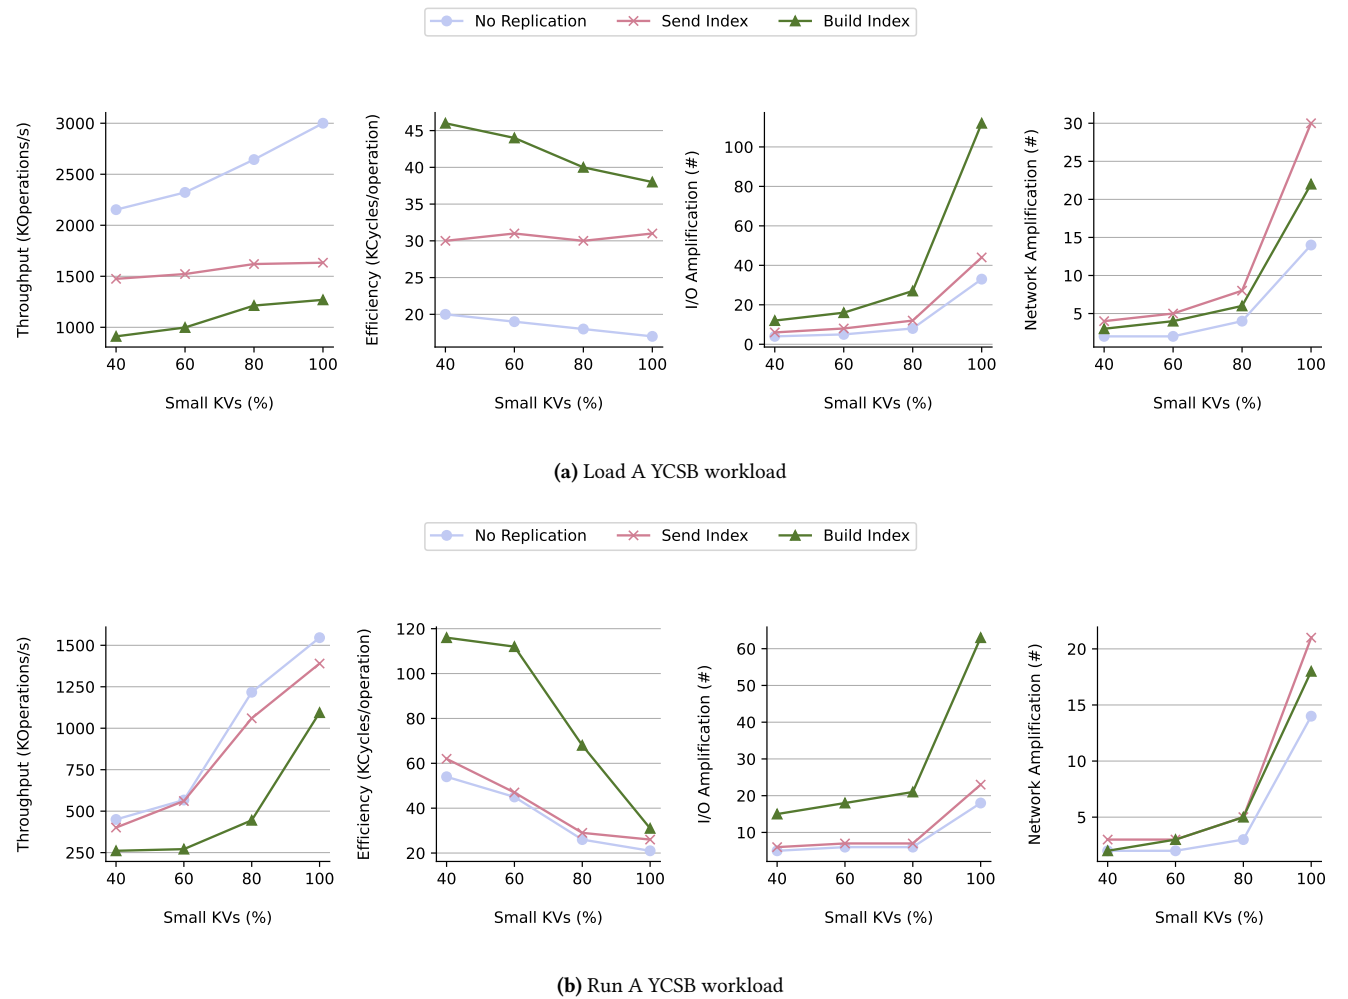 No Replication Send Index Build Index
Throughput (KOperations/s)
3000
2500
2000
1500
1000
40 60 80 100
Small KVs (%)
Efficiency (KCycles/operation)
45
40
35
30
25
20
40 60 80 100
Small KVs (%)
I/O Amplification (#)
100
80
60
40
20
0
40 60 80 100
Small KVs (%)
Network Amplification (#)
30
25
20
15
10
5
40 60 80 100
Small KVs (%)
(a) Load A YCSB workload
No Replication Send Index Build Index
Throughput (KOperations/s)
1500
1250
1000
750
500
250
40 60 80 100
Small KVs (%)
Efficiency (KCycles/operation)
120
100
80
60
40
20
40 60 80 100
Small KVs (%)
I/O Amplification (#)
60
50
40
30
20
10
40 60 80 100
Small KVs (%)
Network Amplification (#)
20
15
10
5
40 60 80 100
Small KVs (%)
(b) Run A YCSB workload